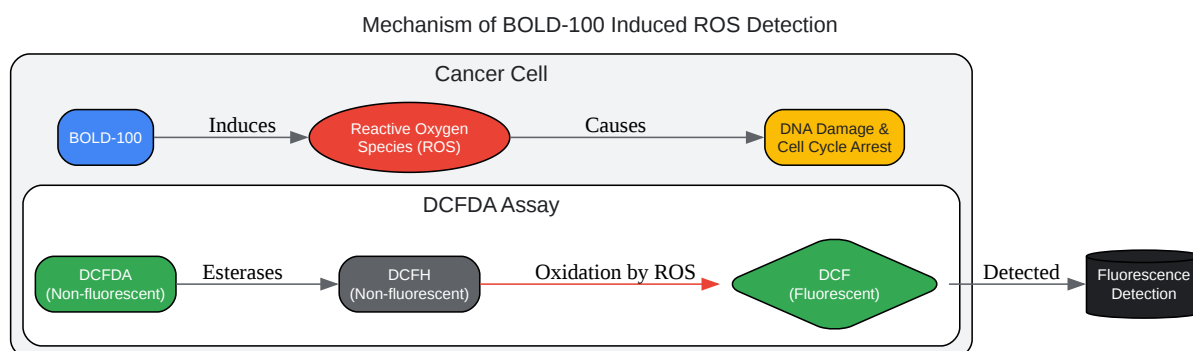 Mechanism of BOLD-100 Induced ROS Detection
Cancer Cell
BOLD-100
Induces
Reactive Oxygen
Species (ROS)
Causes
DNA Damage &
Cell Cycle Arrest
DCFDA Assay
DCFDA
(Non-fluorescent)
Esterases
DCFH
(Non-fluorescent)
Oxidation by ROS
DCF
(Fluorescent)
Detected
Fluorescence
Detection